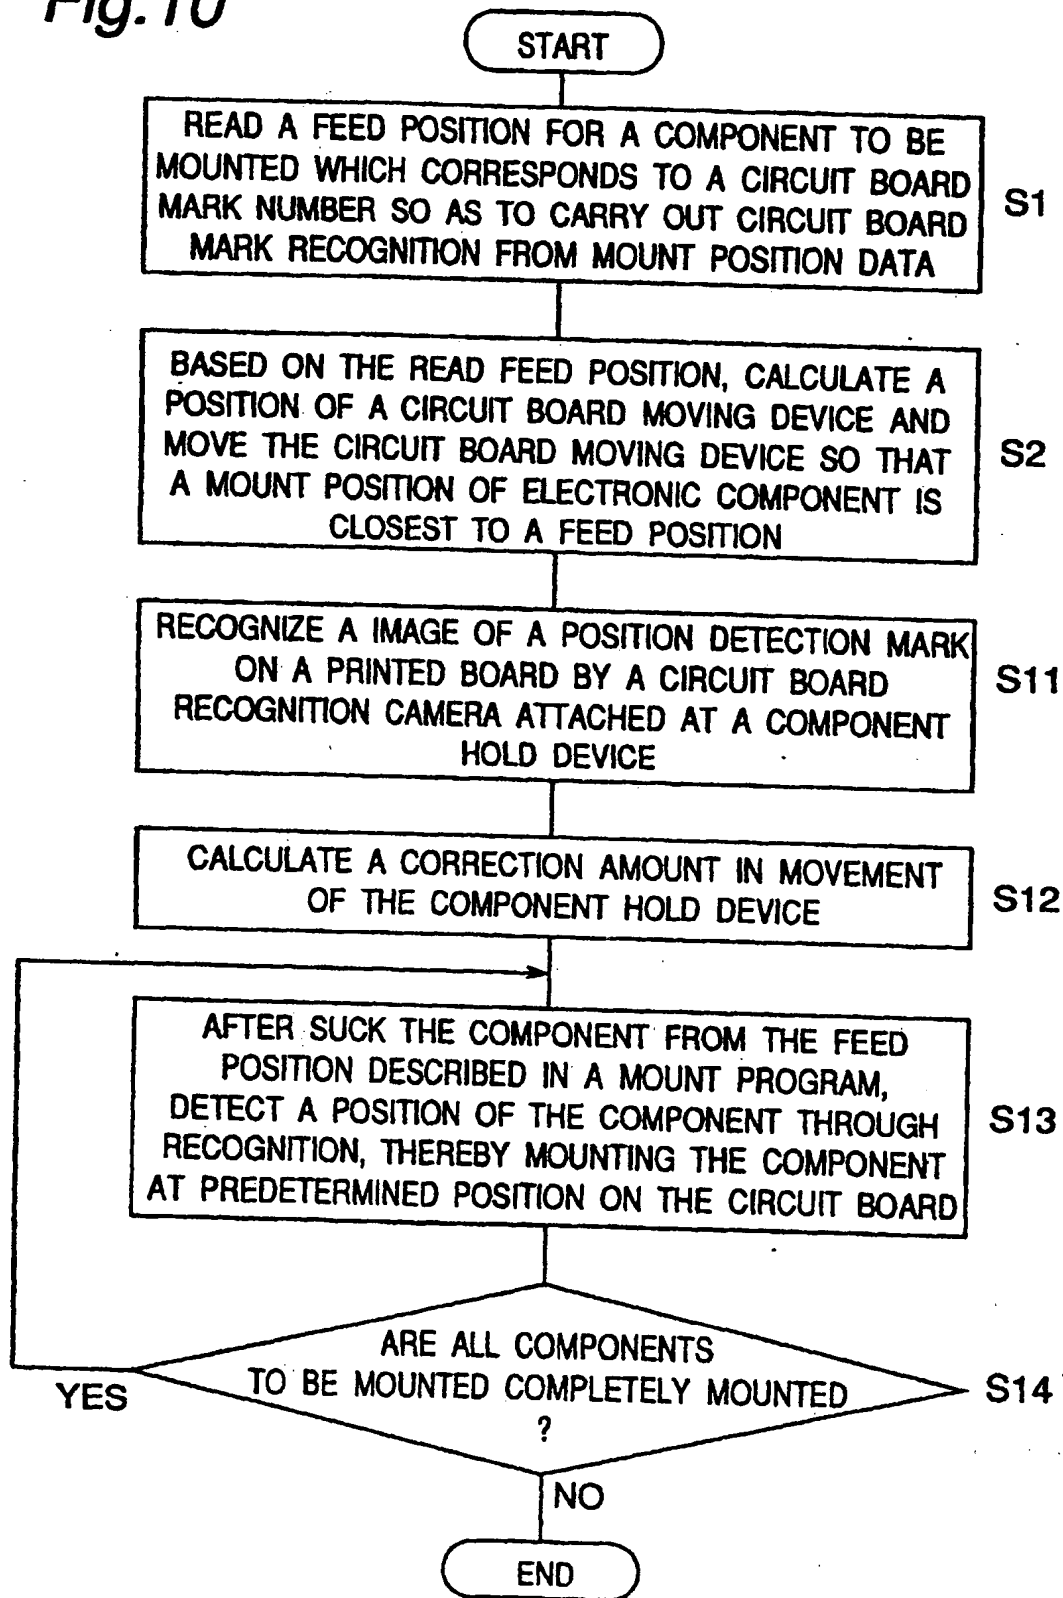 Fig.10
START
READ A FEED POSITION FOR A COMPONENT TO BE
MOUNTED WHICH CORRESPONDS TO A CIRCUIT BOARD
MARK NUMBER SO AS TO CARRY OUT CIRCUIT BOARD
MARK RECOGNITION FROM MOUNT POSITION DATA
S1
BASED ON THE READ FEED POSITION, CALCULATE A
POSITION OF A CIRCUIT BOARD MOVING DEVICE AND
MOVE THE CIRCUIT BOARD MOVING DEVICE SO THAT
A MOUNT POSITION OF ELECTRONIC COMPONENT IS
CLOSEST TO A FEED POSITION
S2
RECOGNIZE A IMAGE OF A POSITION DETECTION MARK
ON A PRINTED BOARD BY A CIRCUIT BOARD
RECOGNITION CAMERA ATTACHED AT A COMPONENT
HOLD DEVICE
S11
CALCULATE A CORRECTION AMOUNT IN MOVEMENT
OF THE COMPONENT HOLD DEVICE
S12
AFTER SUCK THE COMPONENT FROM THE FEED
POSITION DESCRIBED IN A MOUNT PROGRAM,
DETECT A POSITION OF THE COMPONENT THROUGH
RECOGNITION, THEREBY MOUNTING THE COMPONENT
AT PREDETERMINED POSITION ON THE CIRCUIT BOARD
S13
ARE ALL COMPONENTS
TO BE MOUNTED COMPLETELY MOUNTED
?
S14
YES
NO
END